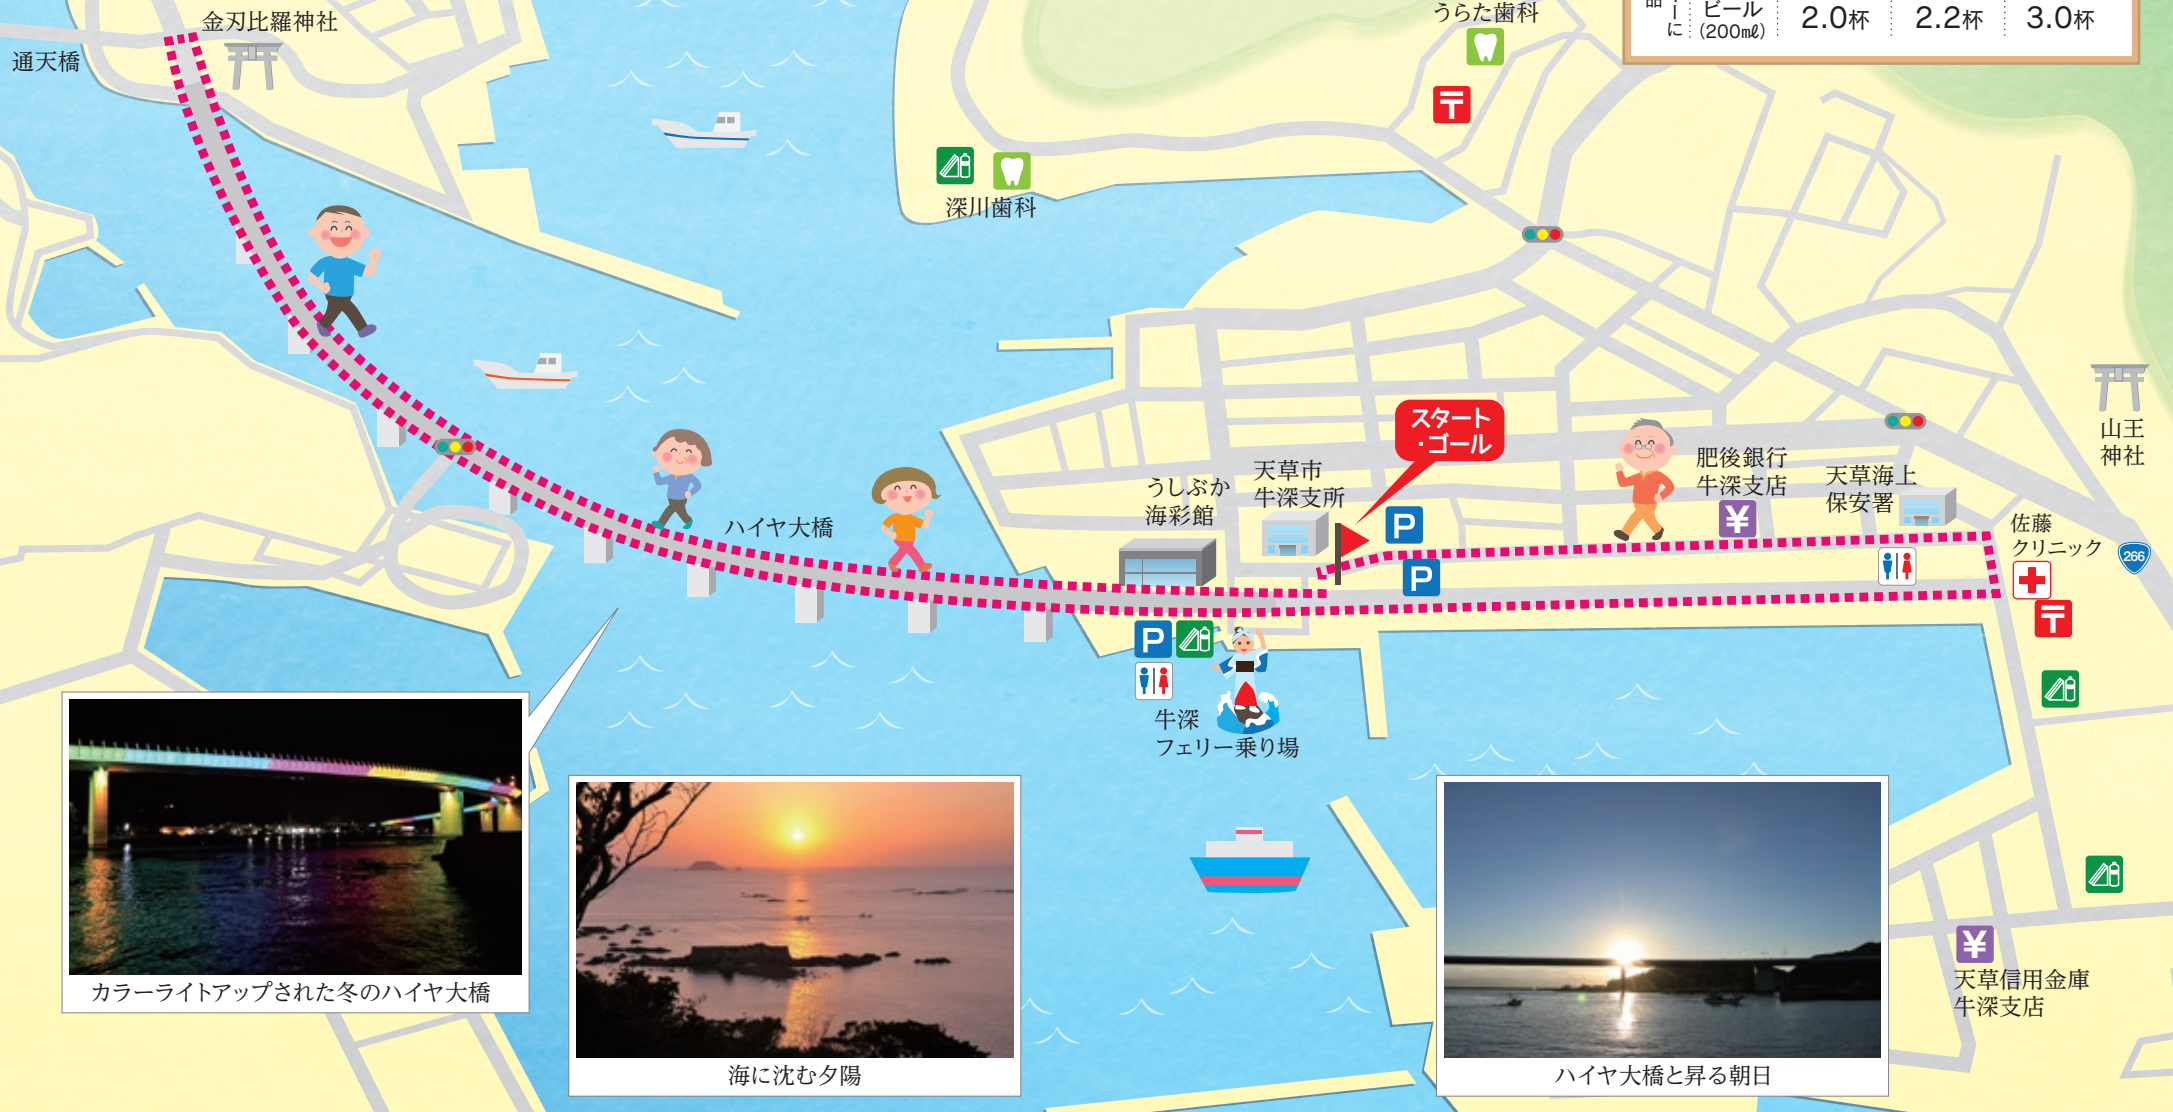 金刃比羅神社
通天橋
うらた歯科
ーに
ビール
(200㎖)
2.0杯
2.2杯
3.0杯
〒
深川歯科
スタート
・ゴール
山王
神社
肥後銀行
牛深支店
¥
天草海上
保安署
天草市
牛深支所
うしぶか
海彩館
P
P
ハイヤ大橋
佐藤
クリニック
266
〒
P
牛深
フェリー乗り場
カラーライトアップされた冬のハイヤ大橋
海に沈む夕陽
ハイヤ大橋と昇る朝日
¥
天草信用金庫
牛深支店